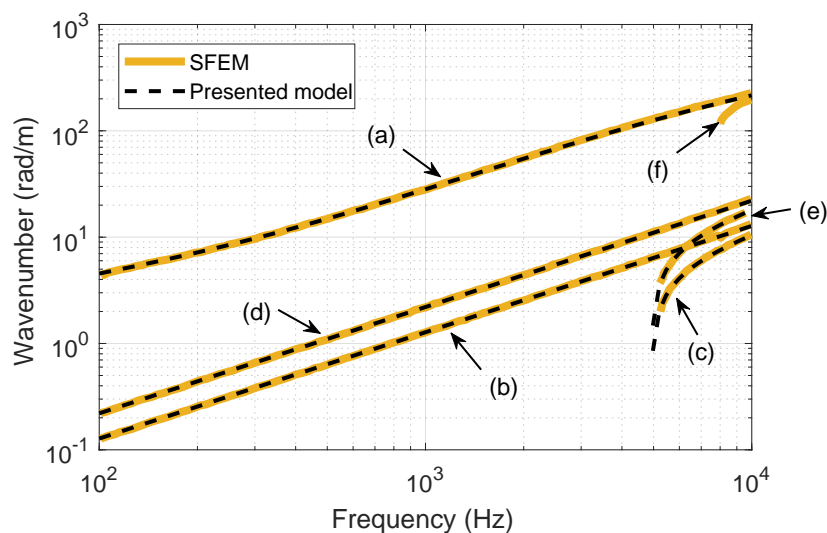 10^3
SFEM
Presented model
(a)
10^2
(f)
Wavenumber (rad/m)
(e)
10^1
(d)
(c)
10^0
(b)
10^-1
10^2
10^3
10^4
Frequency (Hz)